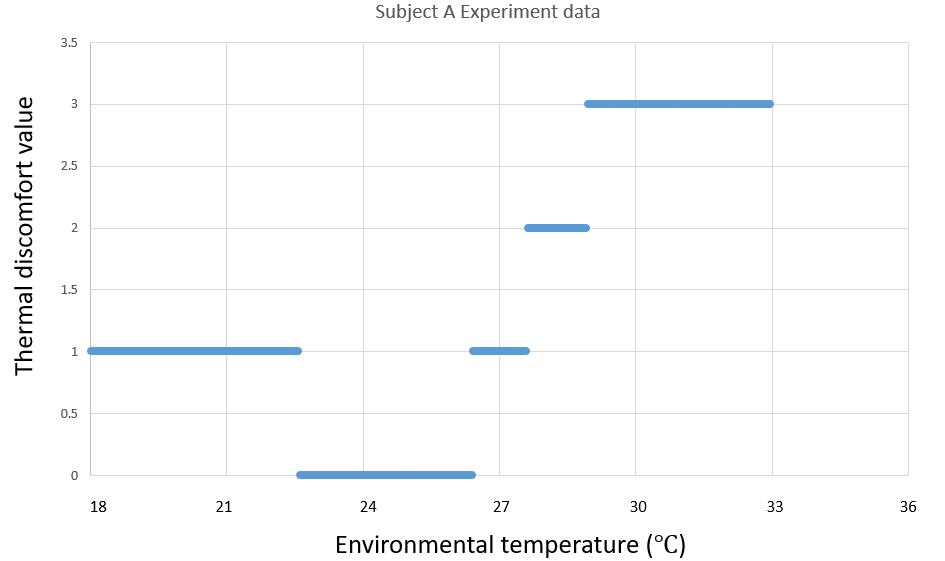 Subject A Experiment data
3.5
3
2.5
2
1.5
1
0.5
0
Thermal discomfort value
18 21 24 27 30 33 36
Environmental temperature (℃)